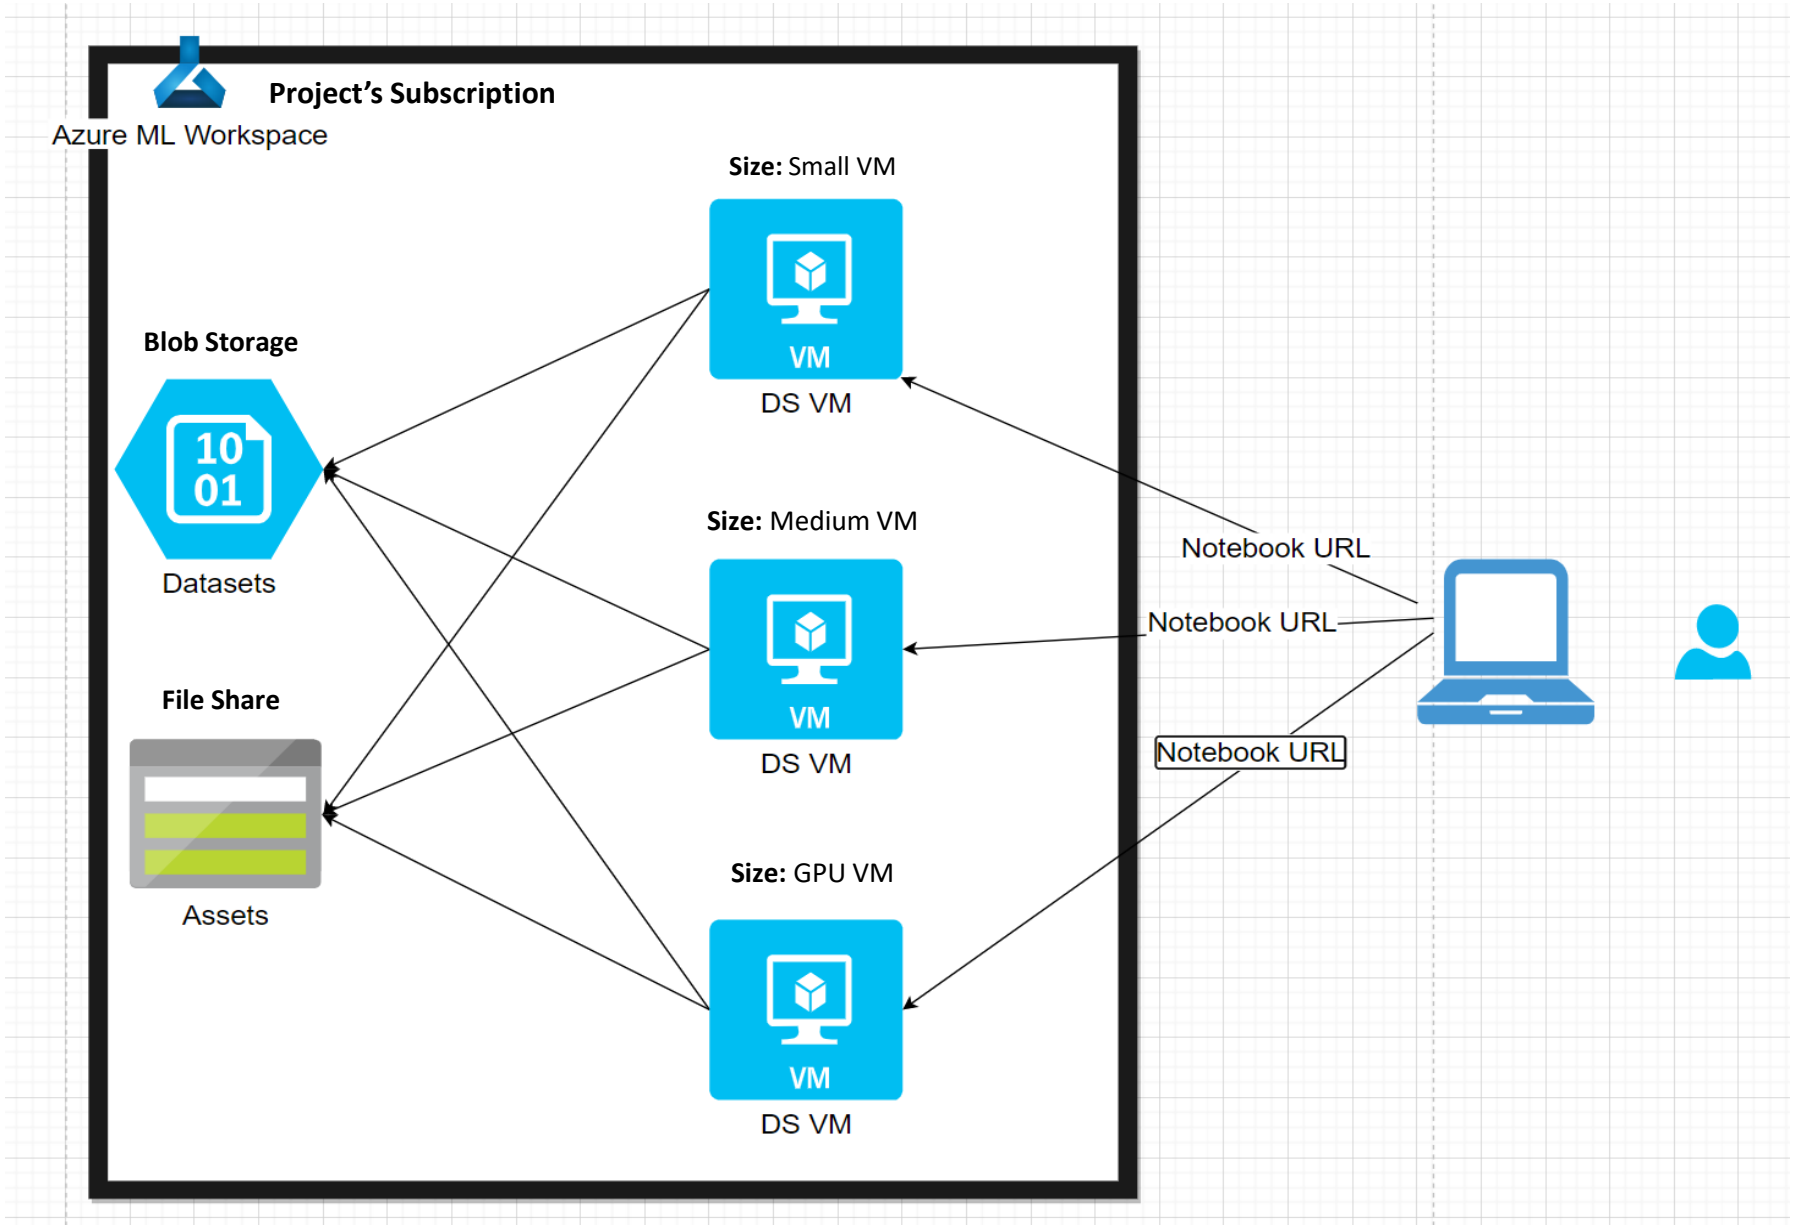 Project’s Subscription
Azure ML Workspace
Size: Small VM
VM
DS VM
Blob Storage
10
01
Datasets
Size: Medium VM
VM
DS VM
Notebook URL
Notebook URL
Notebook URL
File Share
Assets
Size: GPU VM
VM
DS VM